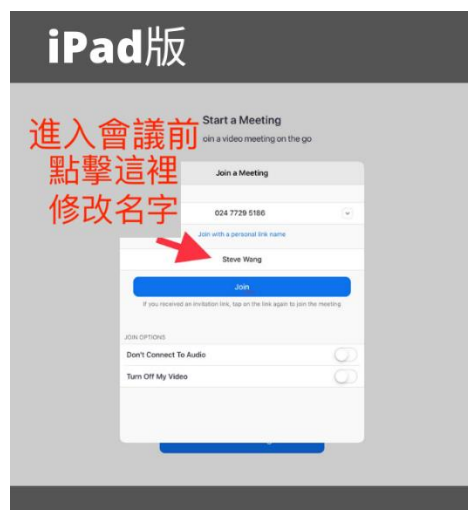 iPad版
Start a Meeting
進入會議前
oin a video meeting on the go
點擊這裡
Join a Meeting
修改名字
024 7729 5186
Join with a personal link name
Steve Wang
Join
If you received an invitation link, tap on the link again to join the meeting
JOIN OPTIONS
Don't Connect To Audio
Turn Off My Video